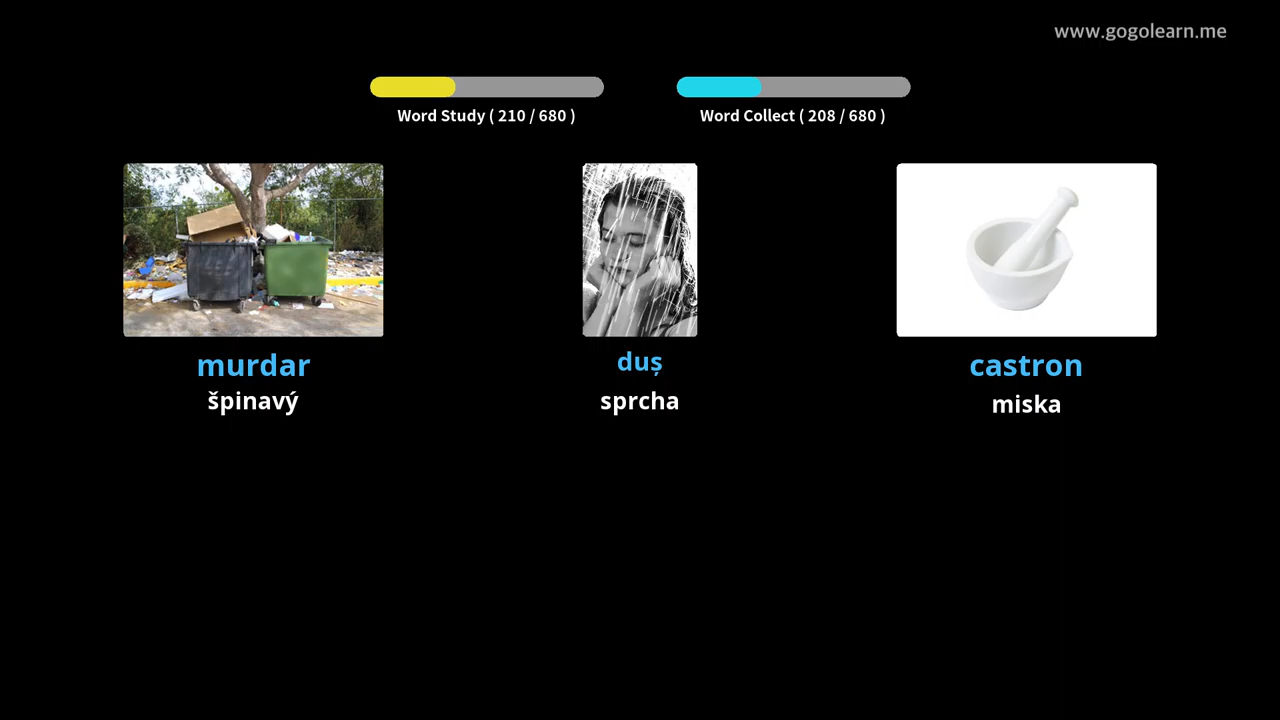 www.gogolearn.me
Word Study ( 210 / 680 )
Word Collect ( 208 / 680 )
murdar
špinavý
duș
sprcha
castron
miska